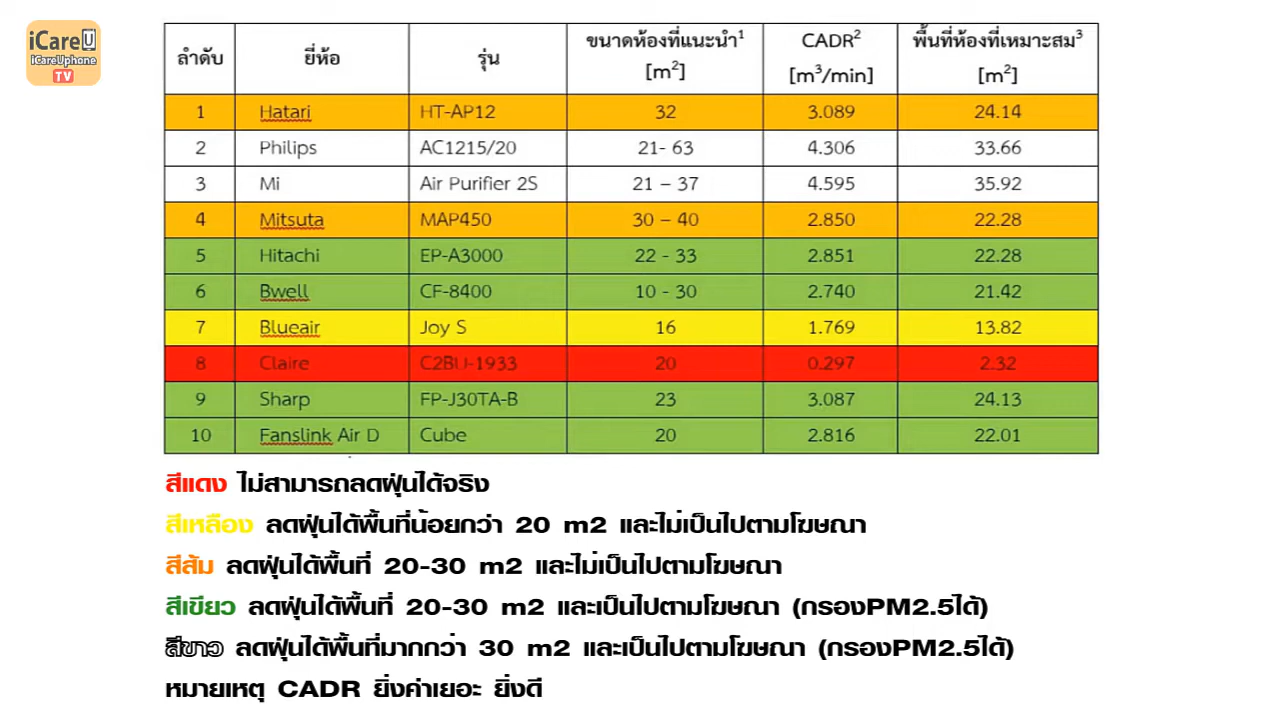 iCareU
iCareUphone
TV
ลำดับ ยี่ห้อ รุ่น ขนาดห้องที่แนะนำ¹ [m²] CADR² [m³/min] พื้นที่ห้องที่เหมาะสม³ [m²]
1 Hatari HT-AP12 32 3.089 24.14
2 Philips AC1215/20 21- 63 4.306 33.66
3 Mi Air Purifier 2S 21 – 37 4.595 35.92
4 Mitsuta MAP450 30 – 40 2.850 22.28
5 Hitachi EP-A3000 22 - 33 2.851 22.28
6 Bwell CF-8400 10 - 30 2.740 21.42
7 Blueair Joy S 16 1.769 13.82
8 Claire C2BU-1933 20 0.297 2.32
9 Sharp FP-J30TA-B 23 3.087 24.13
10 Fanslink Air D Cube 20 2.816 22.01
สีแดง ไม่สามารถลดฝุ่นได้จริง
สีเหลือง ลดฝุ่นได้พื้นที่น้อยกว่า 20 m2 และไม่เป็นไปตามโฆษณา
สีส้ม ลดฝุ่นได้พื้นที่ 20-30 m2 และไม่เป็นไปตามโฆษณา
สีเขียว ลดฝุ่นได้พื้นที่ 20-30 m2 และเป็นไปตามโฆษณา (กรองPM2.5ได้)
สีขาว ลดฝุ่นได้พื้นที่มากกว่า 30 m2 และเป็นไปตามโฆษณา (กรองPM2.5ได้)
หมายเหตุ CADR ยิ่งค่าเยอะ ยิ่งดี